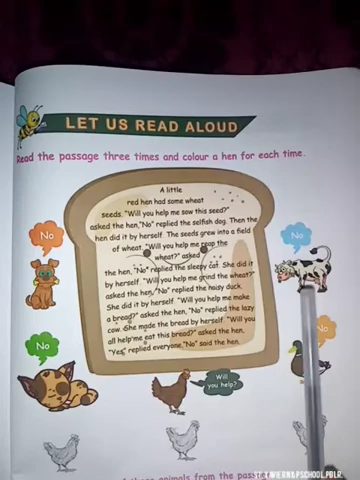 LET US READ ALOUD
Read the passage three times and colour a hen for each time.
A little
red hen had some wheat
seeds. "Will you help me sow this seed?"
asked the hen,"No" replied the selfish dog. Then the
hen did it by herself. The seeds grew into a field
of wheat. "Will you help me reap the
wheat?" asked
the hen, "No" replied the sleepy cat. She did it
by herself. "Will you help me grind the wheat?"
asked the hen, "No" replied the noisy duck.
She did it by herself. "Will you help me make
a bread?" asked the hen, "No" replied the lazy
cow. She made the bread by herself. "Will you
all help me eat this bread?" asked the hen,
"Yes" replied everyone."No" said the hen.
No
No
No
No
Will
you help?
animals from the